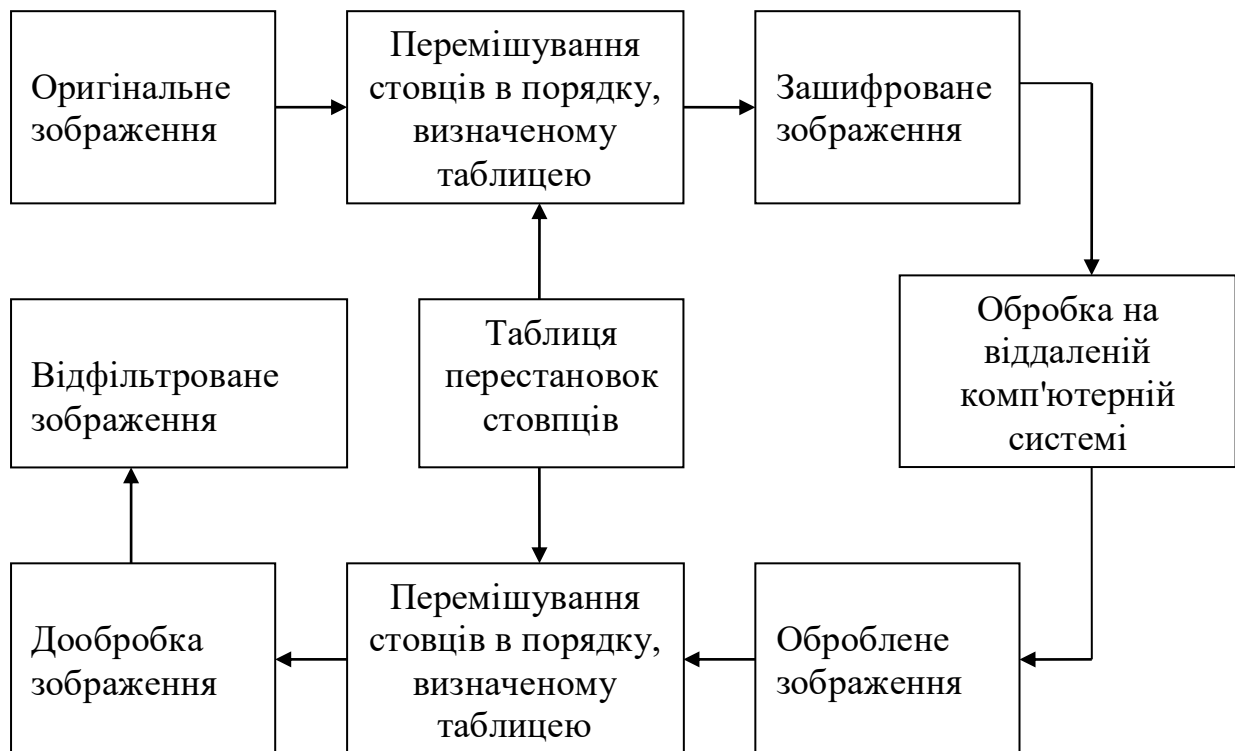 Оригінальне
зображення
Перемішування
стовців в порядку,
визначеному
таблицею
Зашифроване
зображення
Відфільтроване
зображення
Таблиця
перестановок
стовпців
Обробка на
віддаленій
комп'ютерній
системі
Дообробка
зображення
Перемішування
стовців в порядку,
визначеному
таблицею
Оброблене
зображення